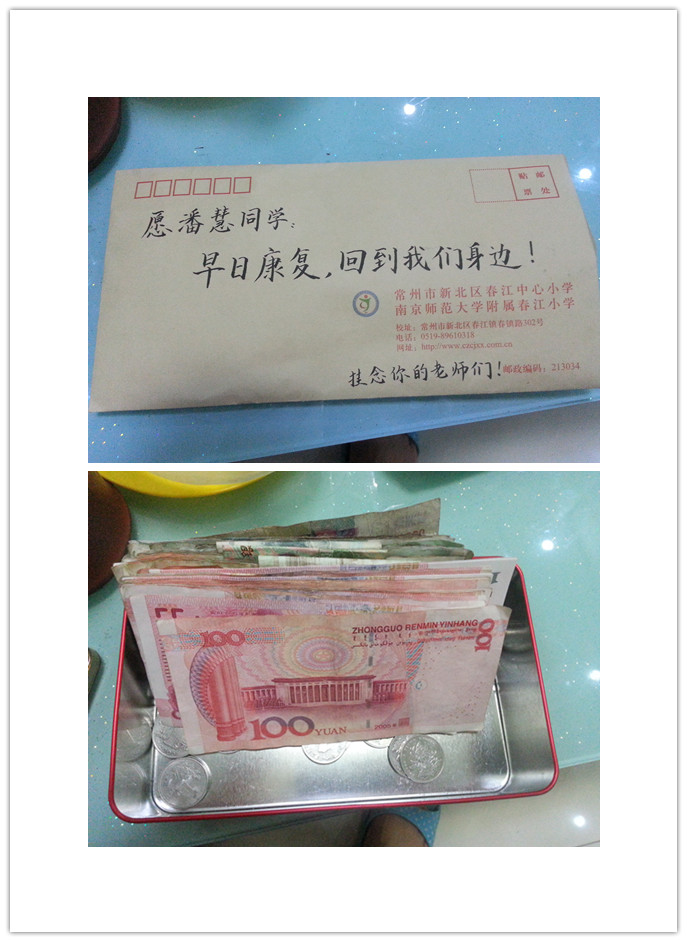 贴 邮
票 处
愿潘慧同学:
早日康复,回到我们身边!
常州市新北区春江中心小学
南京师范大学附属春江小学
校址:常州市新北区春江镇春镇路302号
电话:0519-89610318
网址:http://www.czcjxx.com.cn
挂念你的老师们!
邮政编码:213034
100
ZHONGGUO RENMIN YINHANG
100
100
YUAN
2005